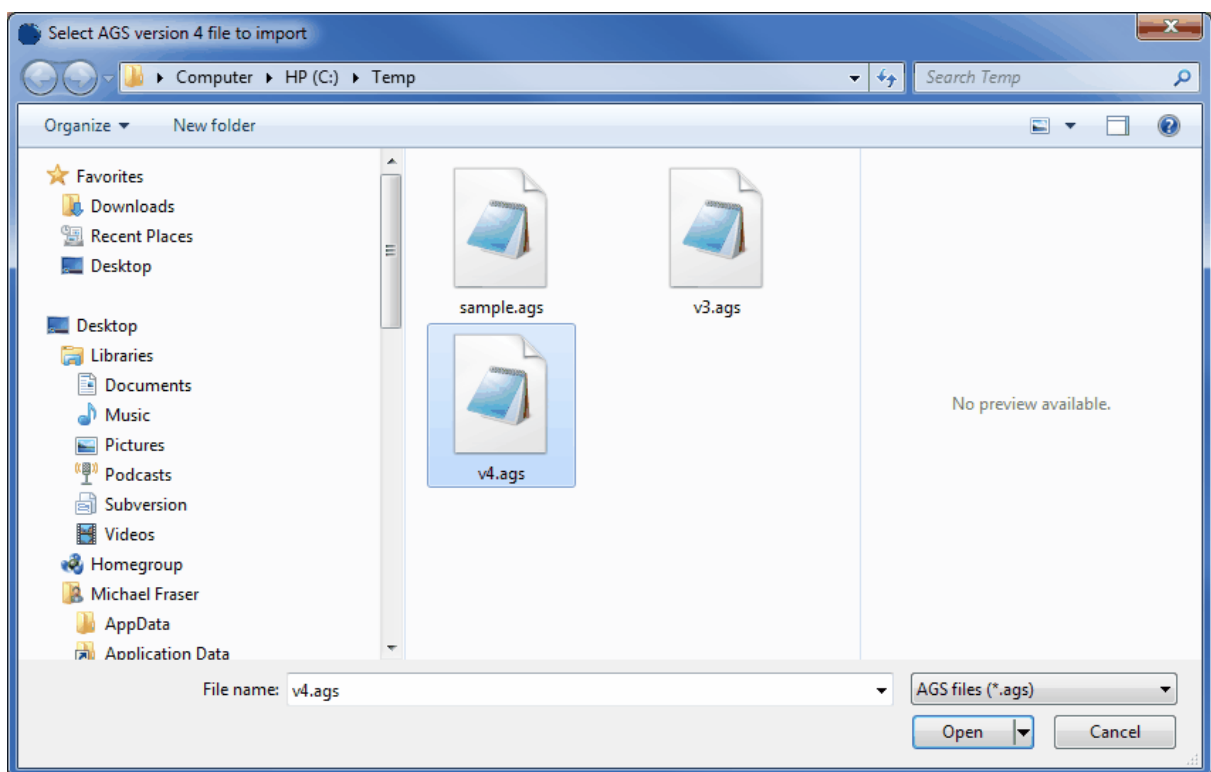 Select AGS version 4 file to import
Computer HP (C:) Temp
Search Temp
Organize
New folder
Favorites
Downloads
Recent Places
Desktop
Desktop
Libraries
Documents
Music
Pictures
Podcasts
Subversion
Videos
Homegroup
Michael Fraser
AppData
Application Data
sample.ags
v3.ags
v4.ags
No preview available.
File name: v4.ags
AGS files (*.ags)
Open
Cancel